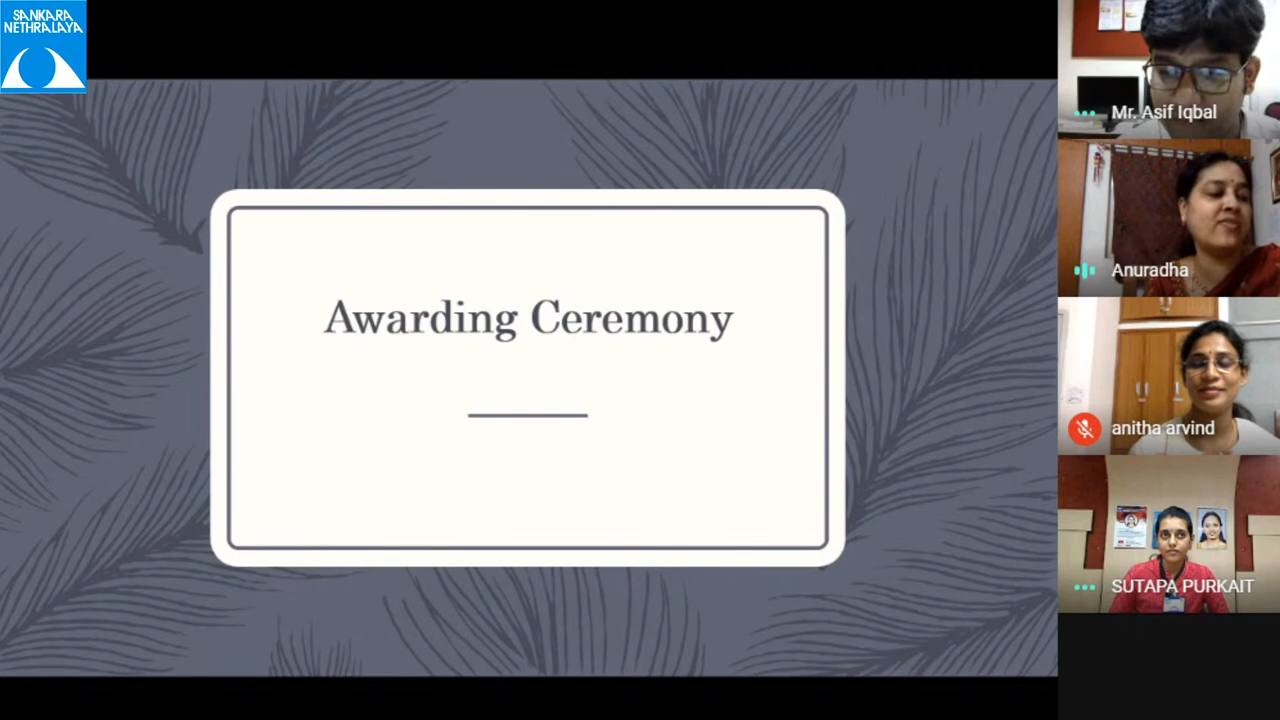 SANKARA
NETHRALAYA
Awarding Ceremony
Mr. Asif Iqbal
Anuradha
anitha arvind
SUTAPA PURKAIT